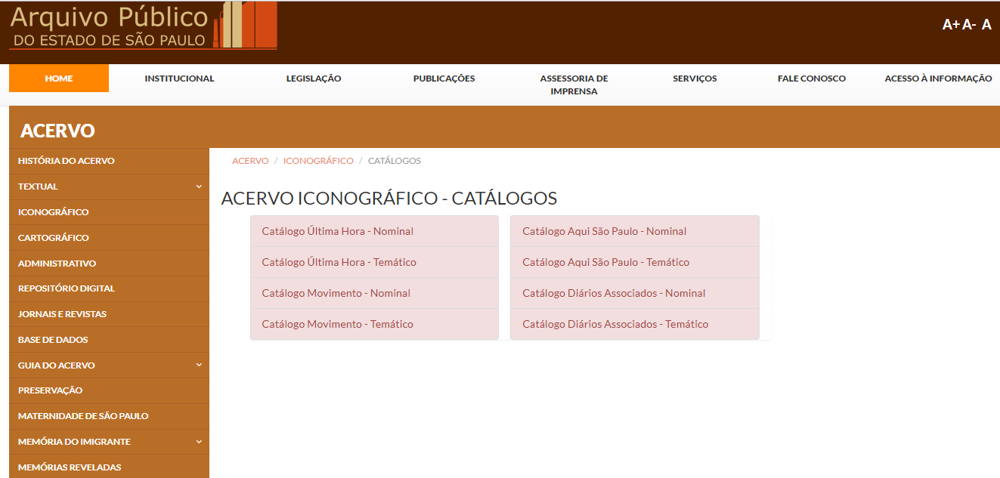 Arquivo Público
DO ESTADO DE SÃO PAULO
A+ A- A
HOME
INSTITUCIONAL
LEGISLAÇÃO
PUBLICAÇÕES
ASSESSORIA DE
IMPRENSA
SERVIÇOS
FALE CONOSCO
ACESSO À INFORMAÇÃO
ACERVO
HISTÓRIA DO ACERVO
TEXTUAL
ICONOGRÁFICO
CARTOGRÁFICO
ADMINISTRATIVO
REPOSITÓRIO DIGITAL
JORNAIS E REVISTAS
BASE DE DADOS
GUIA DO ACERVO
PRESERVAÇÃO
MATERNIDADE DE SÃO PAULO
MEMÓRIA DO IMIGRANTE
MEMÓRIAS REVELADAS
ACERVO / ICONOGRÁFICO / CATÁLOGOS
ACERVO ICONOGRÁFICO - CATÁLOGOS
Catálogo Última Hora - Nominal
Catálogo Última Hora - Temático
Catálogo Movimento - Nominal
Catálogo Movimento - Temático
Catálogo Aqui São Paulo - Nominal
Catálogo Aqui São Paulo - Temático
Catálogo Diários Associados - Nominal
Catálogo Diários Associados - Temático